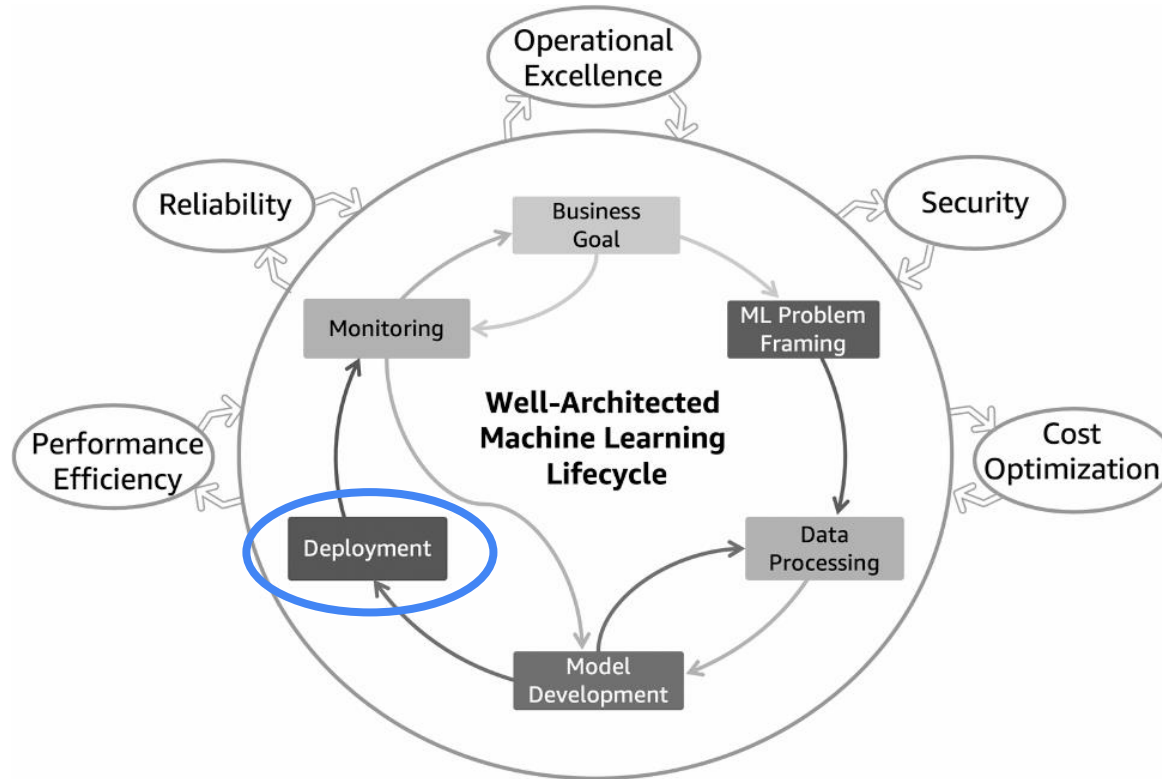 Operational
Excellence
Reliability
Security
Business
Goal
Monitoring
ML Problem
Framing
Well-Architected
Machine Learning
Lifecycle
Performance
Efficiency
Cost
Optimization
Deployment
Data
Processing
Model
Development